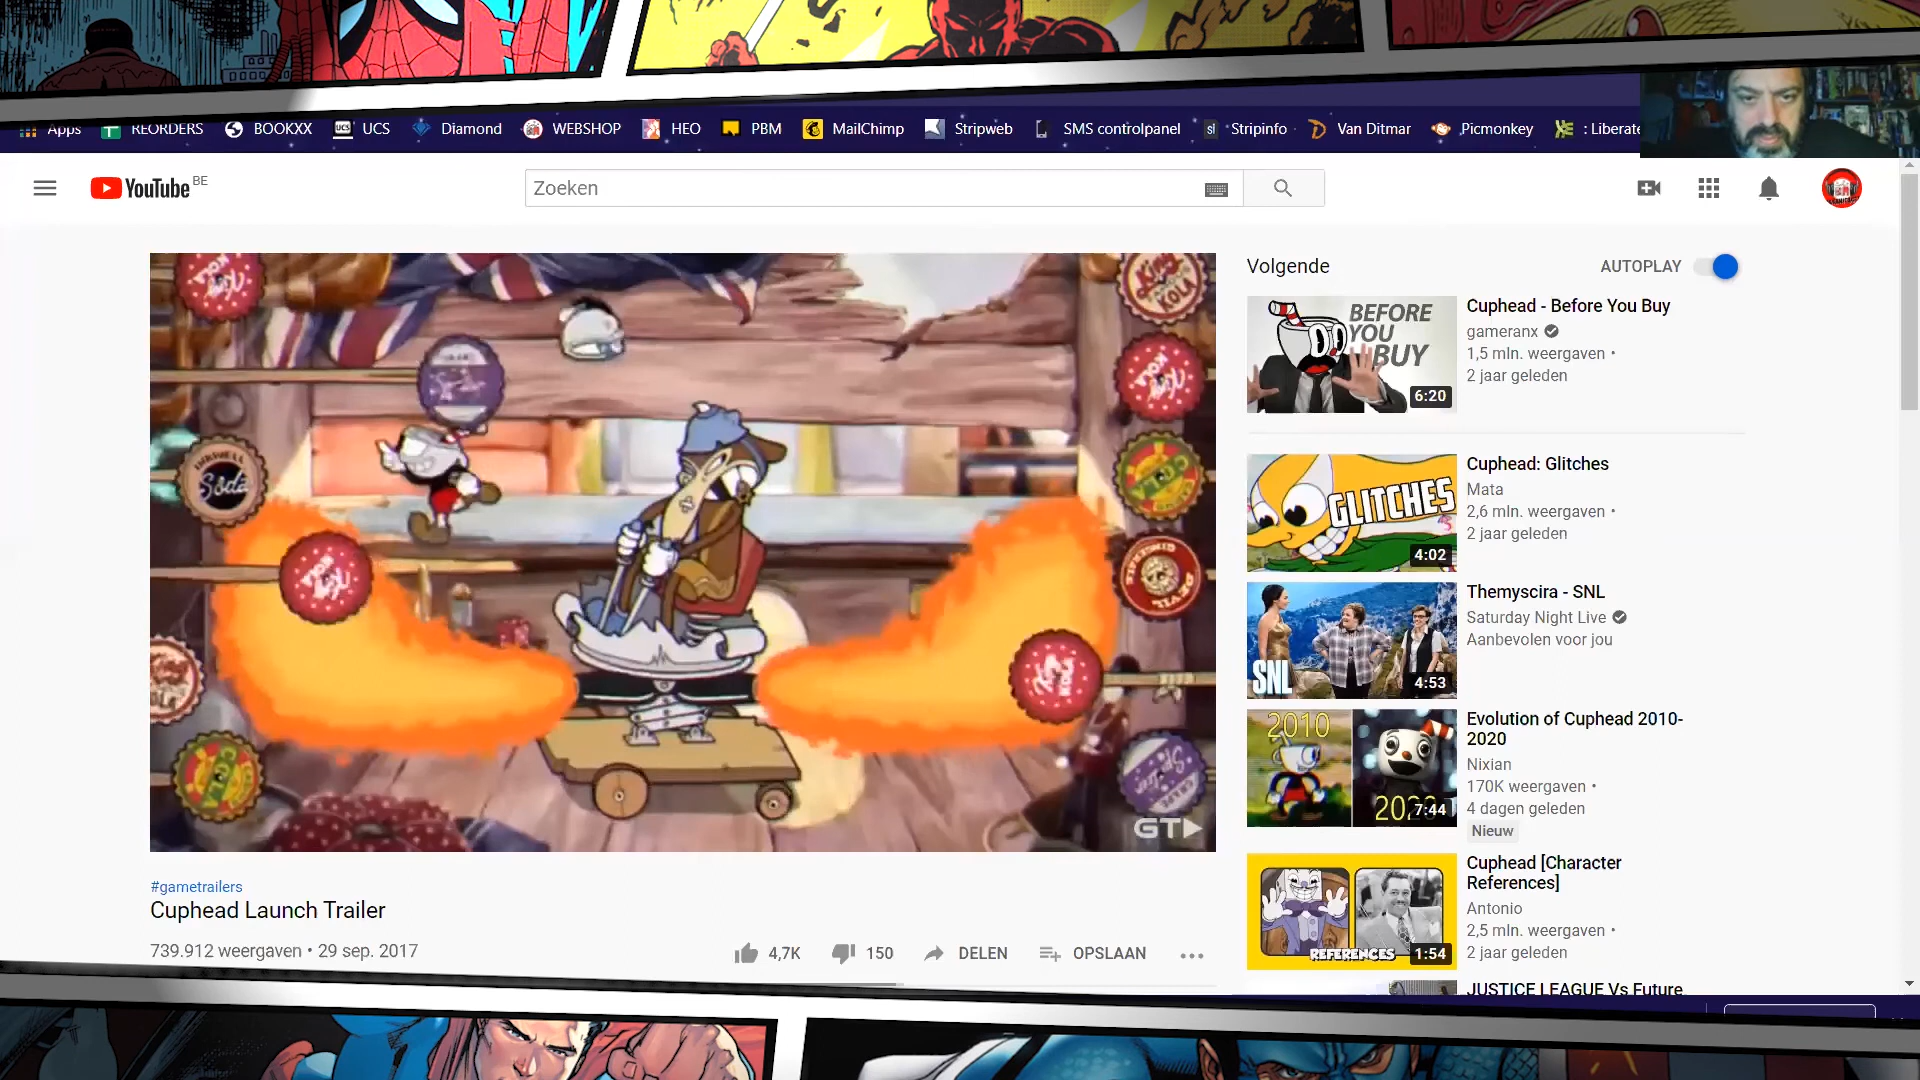 Apps REORDERS BOOKXX UCS UCS Diamond WEBSHOP HEO PBM MailChimp Stripweb SMS controlpanel sI Stripinfo Van Ditmar Picmonkey : Liberate
YouTube BE
Zoeken
Soda
GT
#gametrailers
Cuphead Launch Trailer
739.912 weergaven • 29 sep. 2017
4,7K 150 DELEN OPSLAAN
Volgende
AUTOPLAY
BEFORE
YOU
BUY
6:20
Cuphead - Before You Buy
gameranx
1,5 mln. weergaven •
2 jaar geleden
GLITCHES
4:02
Cuphead: Glitches
Mata
2,6 mln. weergaven •
2 jaar geleden
SNL
4:53
Themyscira - SNL
Saturday Night Live
Aanbevolen voor jou
2010
7:44
Evolution of Cuphead 2010-
2020
Nixian
170K weergaven •
4 dagen geleden
Nieuw
REFERENCES
1:54
Cuphead [Character
References]
Antonio
2,5 mln. weergaven •
2 jaar geleden
JUSTICE LEAGUE Vs Future